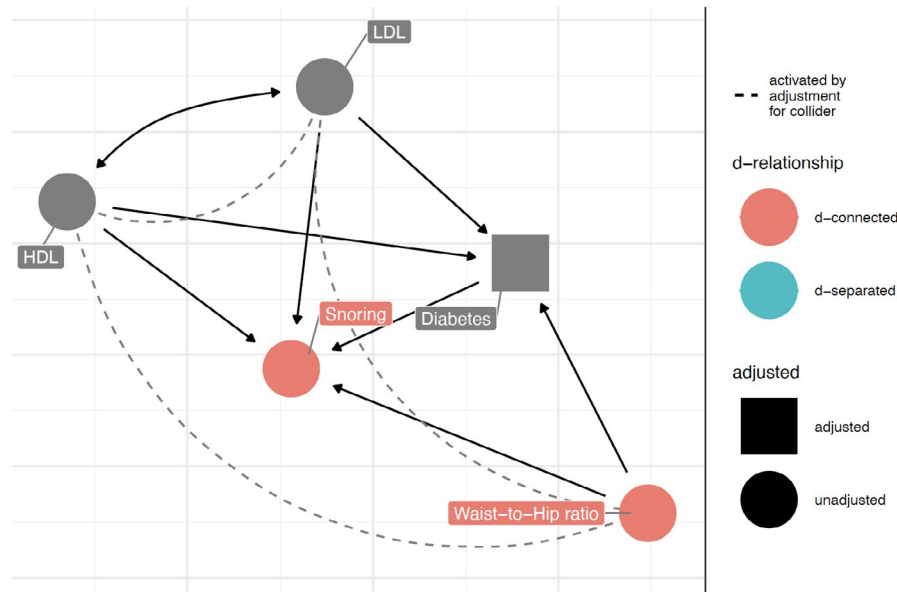 LDL
HDL
Snoring
Diabetes
Waist-to-Hip ratio
activated by
adjustment
for collider
d-relationship
d-connected
d-separated
adjusted
adjusted
unadjusted